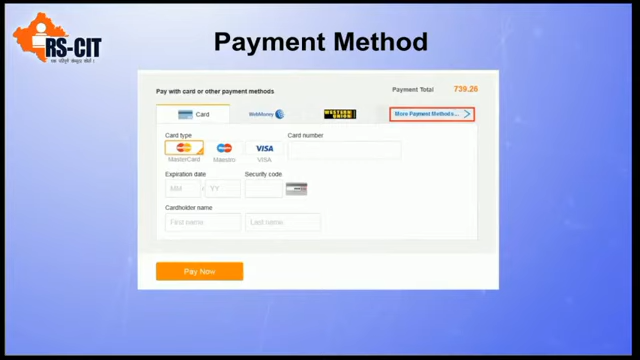 RS-CIT
Payment Method
Pay with card or other payment methods
Payment Total 739.26
Card
WebMoney
WESTERN UNION
More Payment Methods...
Card type
Card number
VISA
MasterCard
Maestro
VISA
Expiration date
Security code
MM / YY
Cardholder name
First name
Last name
Pay Now